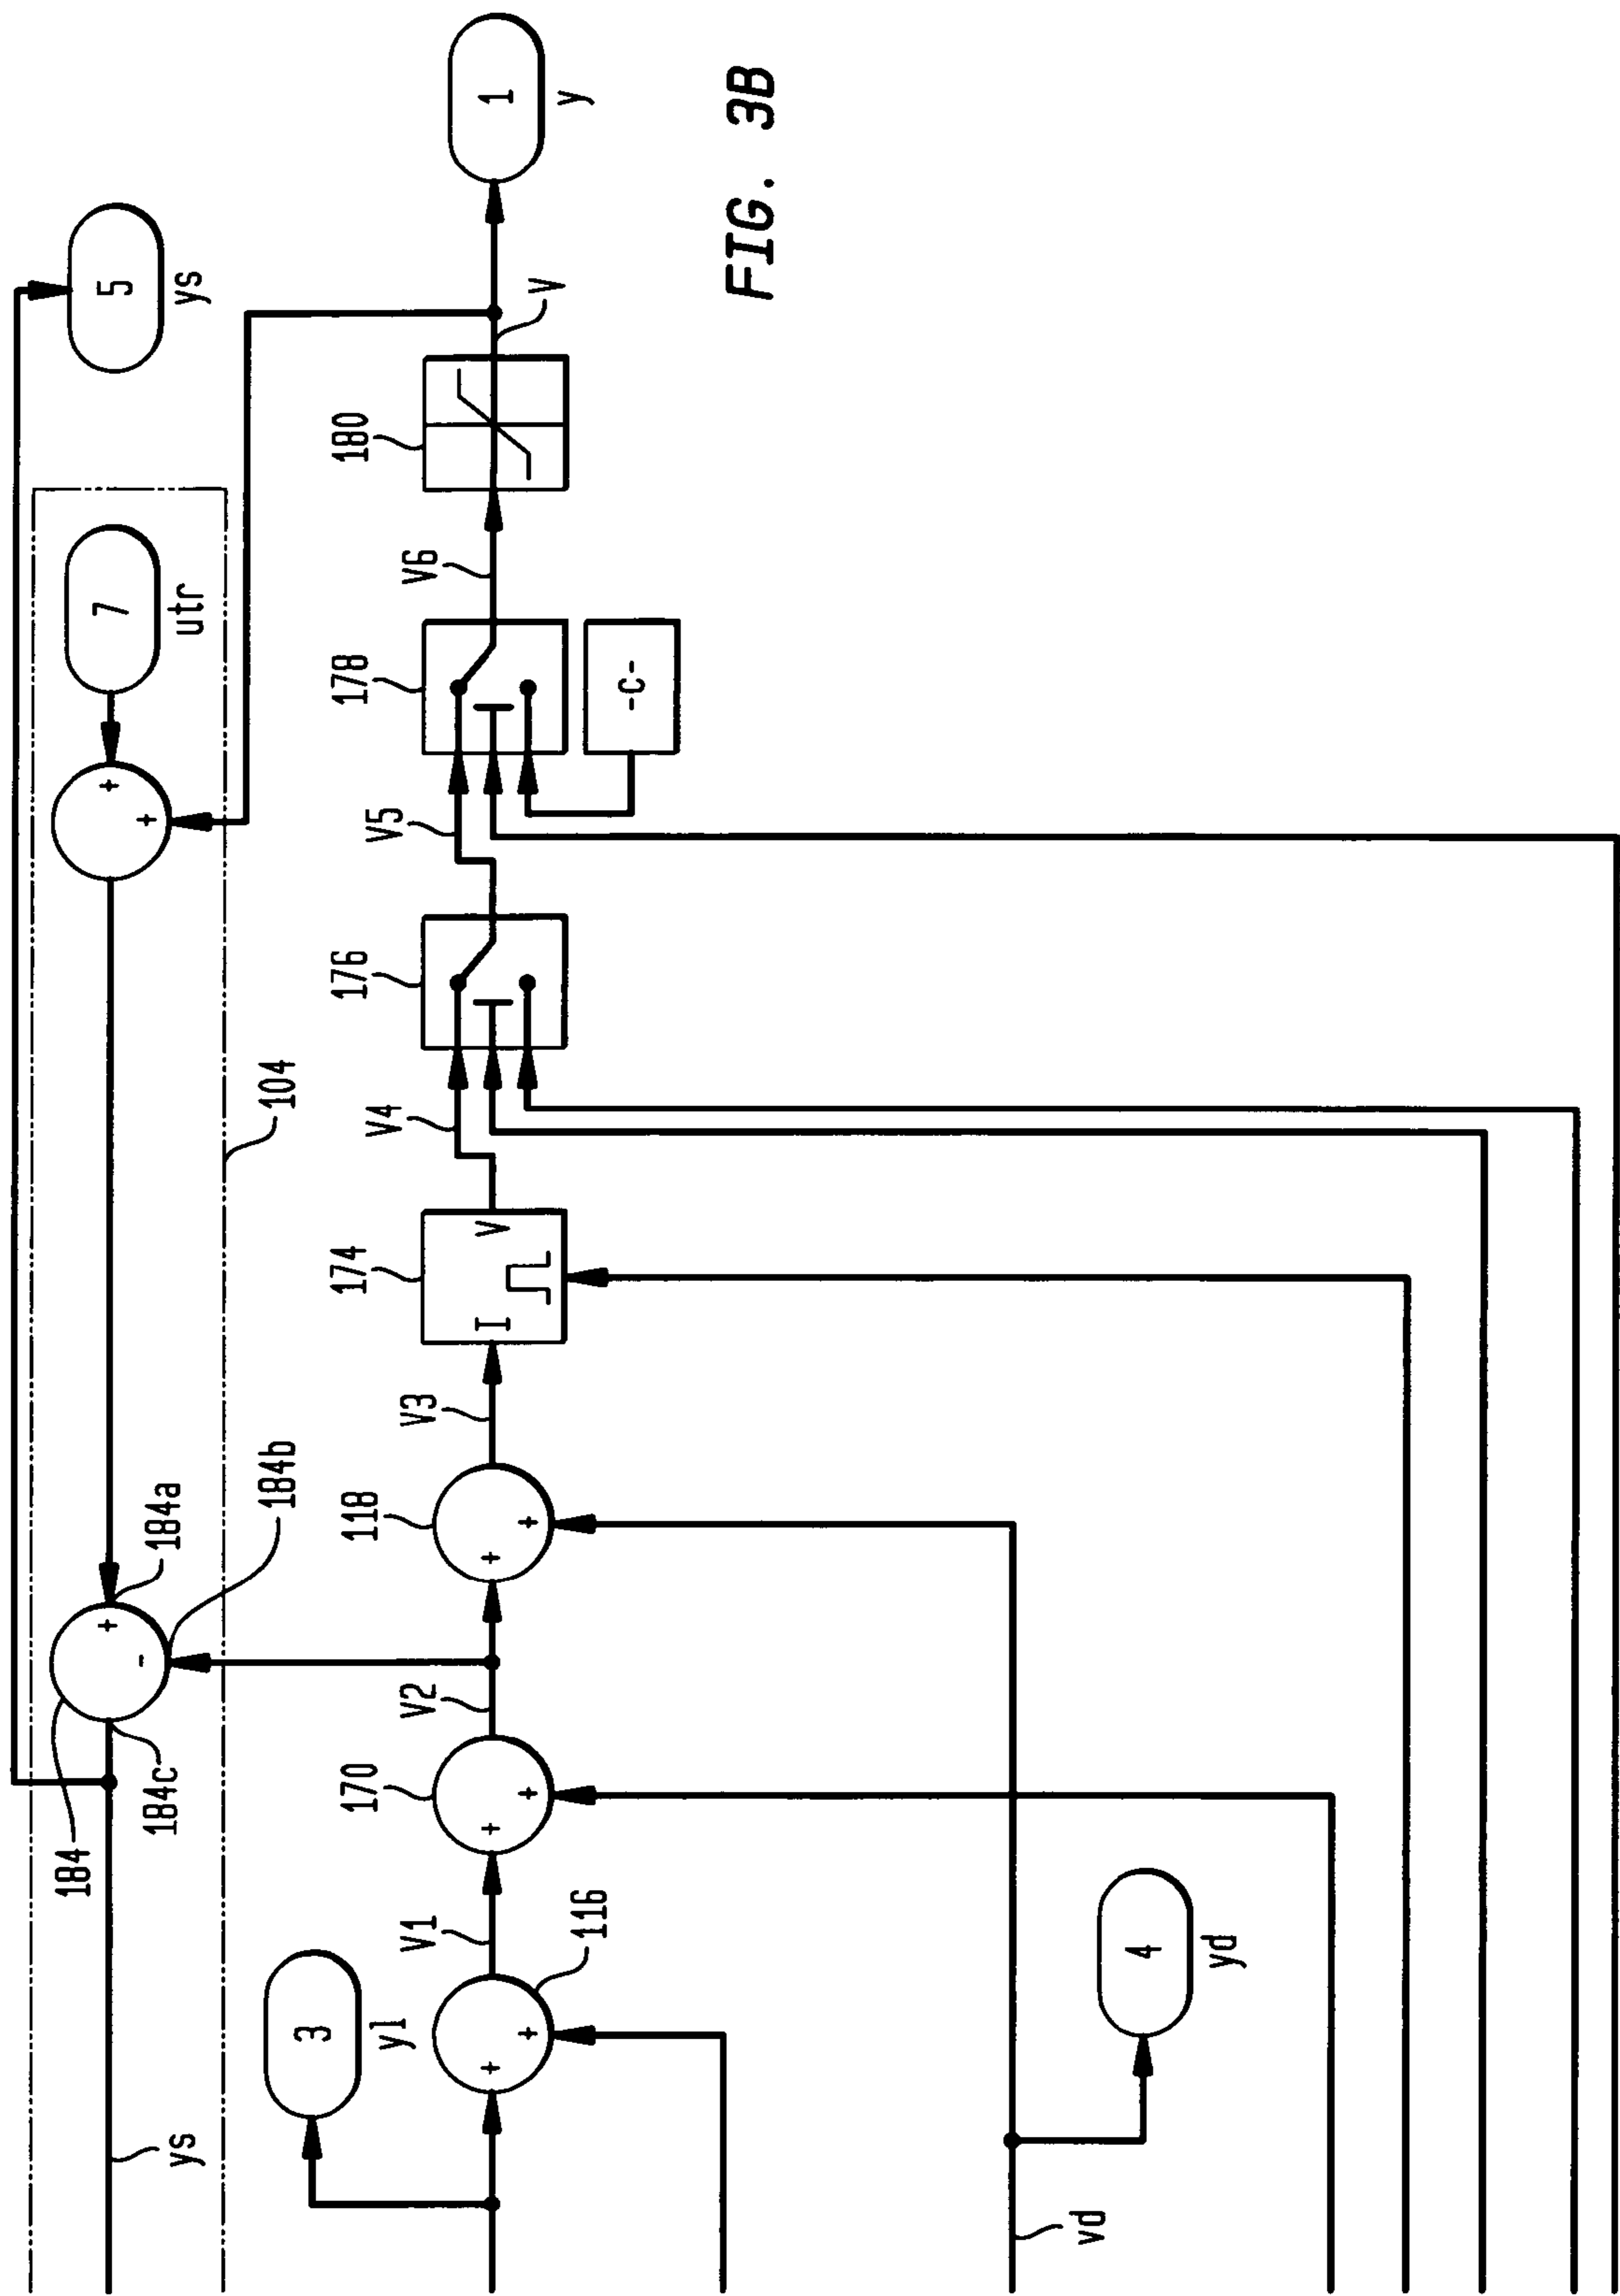 5
ys
7
utr
+
+
104
184a
+
-
184b
184
184c
ys
1
y
V
180
V6
178
-C-
V5
176
V4
174
I
V
V3
118
+
+
V2
170
+
+
V1
116
+
+
3
yl
4
yd
vd
FIG. 3B